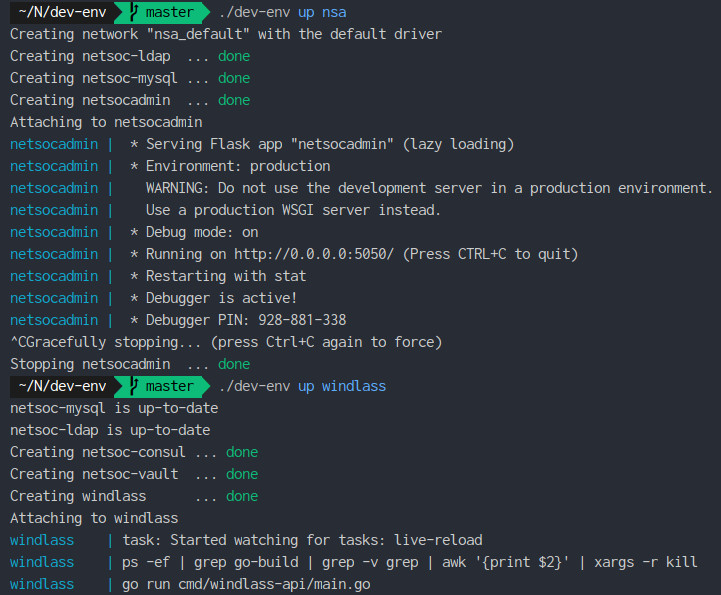 ~/N/dev-env master ./dev-env up nsa
Creating network "nsa_default" with the default driver
Creating netsoc-ldap  ... done
Creating netsoc-mysql ... done
Creating netsocadmin  ... done
Attaching to netsocadmin
netsocadmin |  * Serving Flask app "netsocadmin" (lazy loading)
netsocadmin |  * Environment: production
netsocadmin |    WARNING: Do not use the development server in a production environment.
netsocadmin |    Use a production WSGI server instead.
netsocadmin |  * Debug mode: on
netsocadmin |  * Running on http://0.0.0.0:5050/ (Press CTRL+C to quit)
netsocadmin |  * Restarting with stat
netsocadmin |  * Debugger is active!
netsocadmin |  * Debugger PIN: 928-881-338
^CGracefully stopping... (press Ctrl+C again to force)
Stopping netsocadmin  ... done
~/N/dev-env master ./dev-env up windlass
netsoc-mysql is up-to-date
netsoc-ldap is up-to-date
Creating netsoc-consul ... done
Creating netsoc-vault  ... done
Creating windlass      ... done
Attaching to windlass
windlass    | task: Started watching for tasks: live-reload
windlass    | ps -ef | grep go-build | grep -v grep | awk '{print $2}' | xargs -r kill
windlass    | go run cmd/windlass-api/main.go